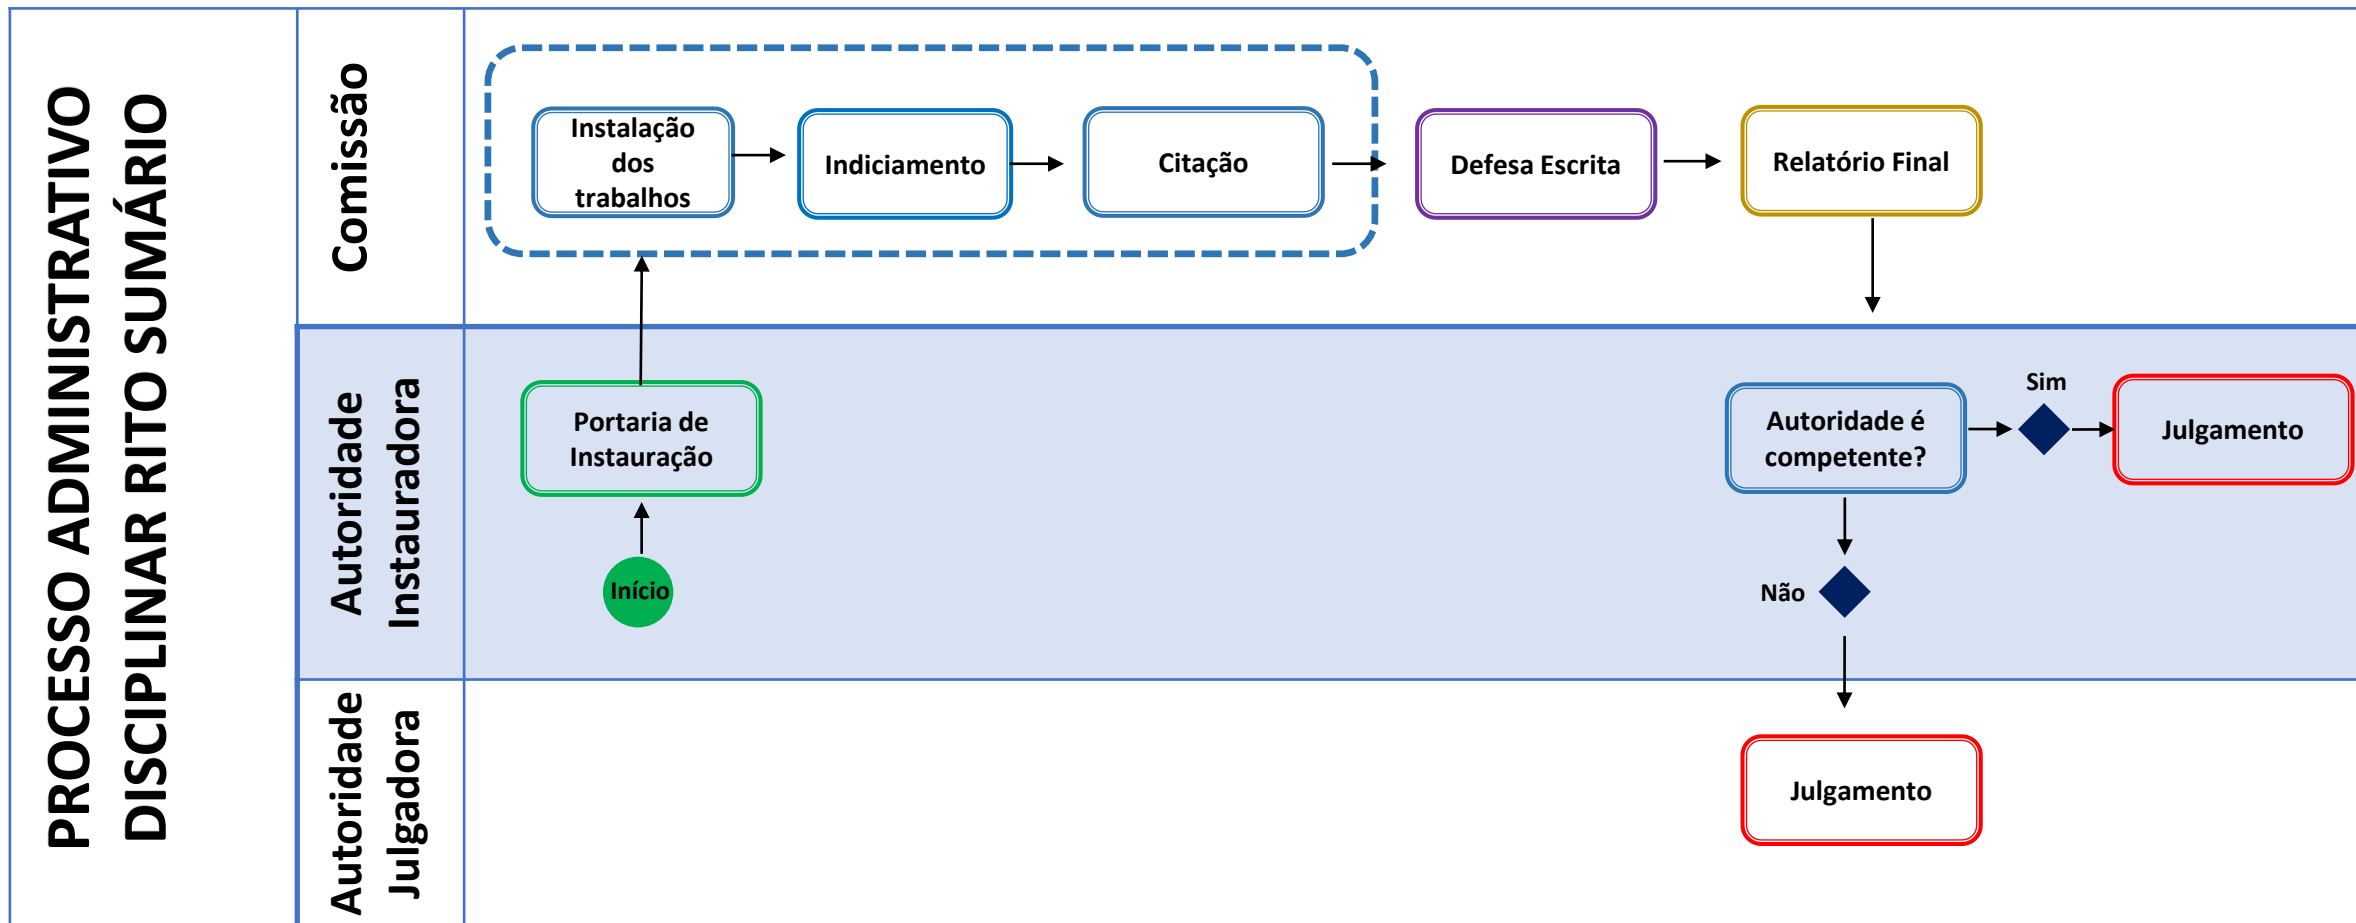 PROCESSO ADMINISTRATIVO
DISCIPLINAR RITO SUMÁRIO
Comissão
Instalação
dos
trabalhos
Indiciamento
Citação
Defesa Escrita
Relatório Final
Autoridade
Instauradora
Portaria de
Instauração
Início
Autoridade é
competente?
Sim
Julgamento
Não
Autoridade
Julgadora
Julgamento